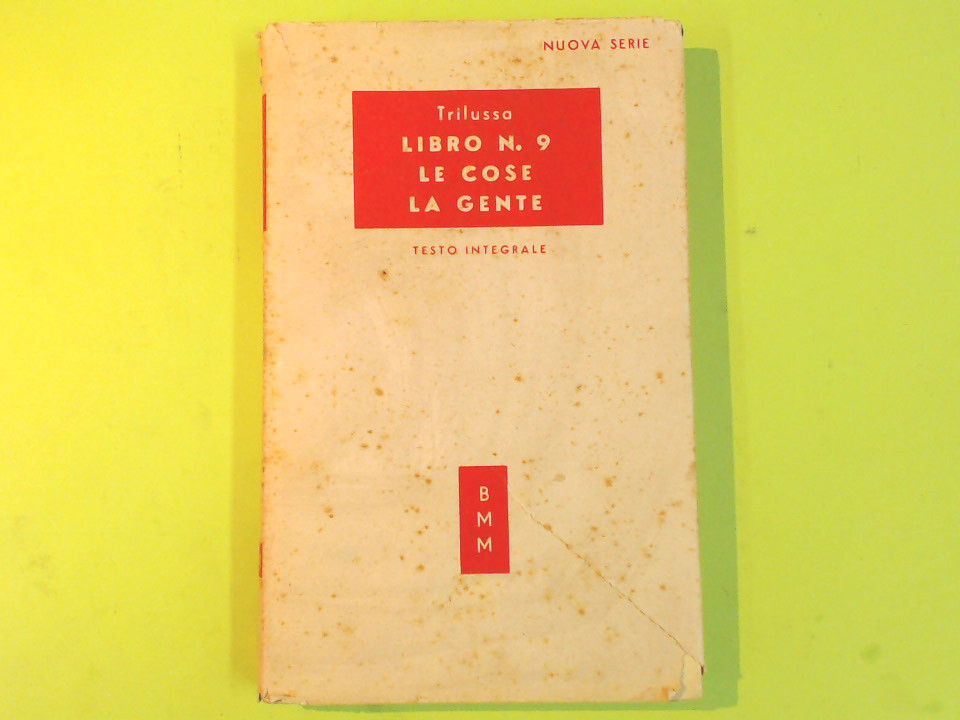 NUOVA SERIE
Trilussa
LIBRO N. 9
LE COSE
LA GENTE
TESTO INTEGRALE
B
M
M